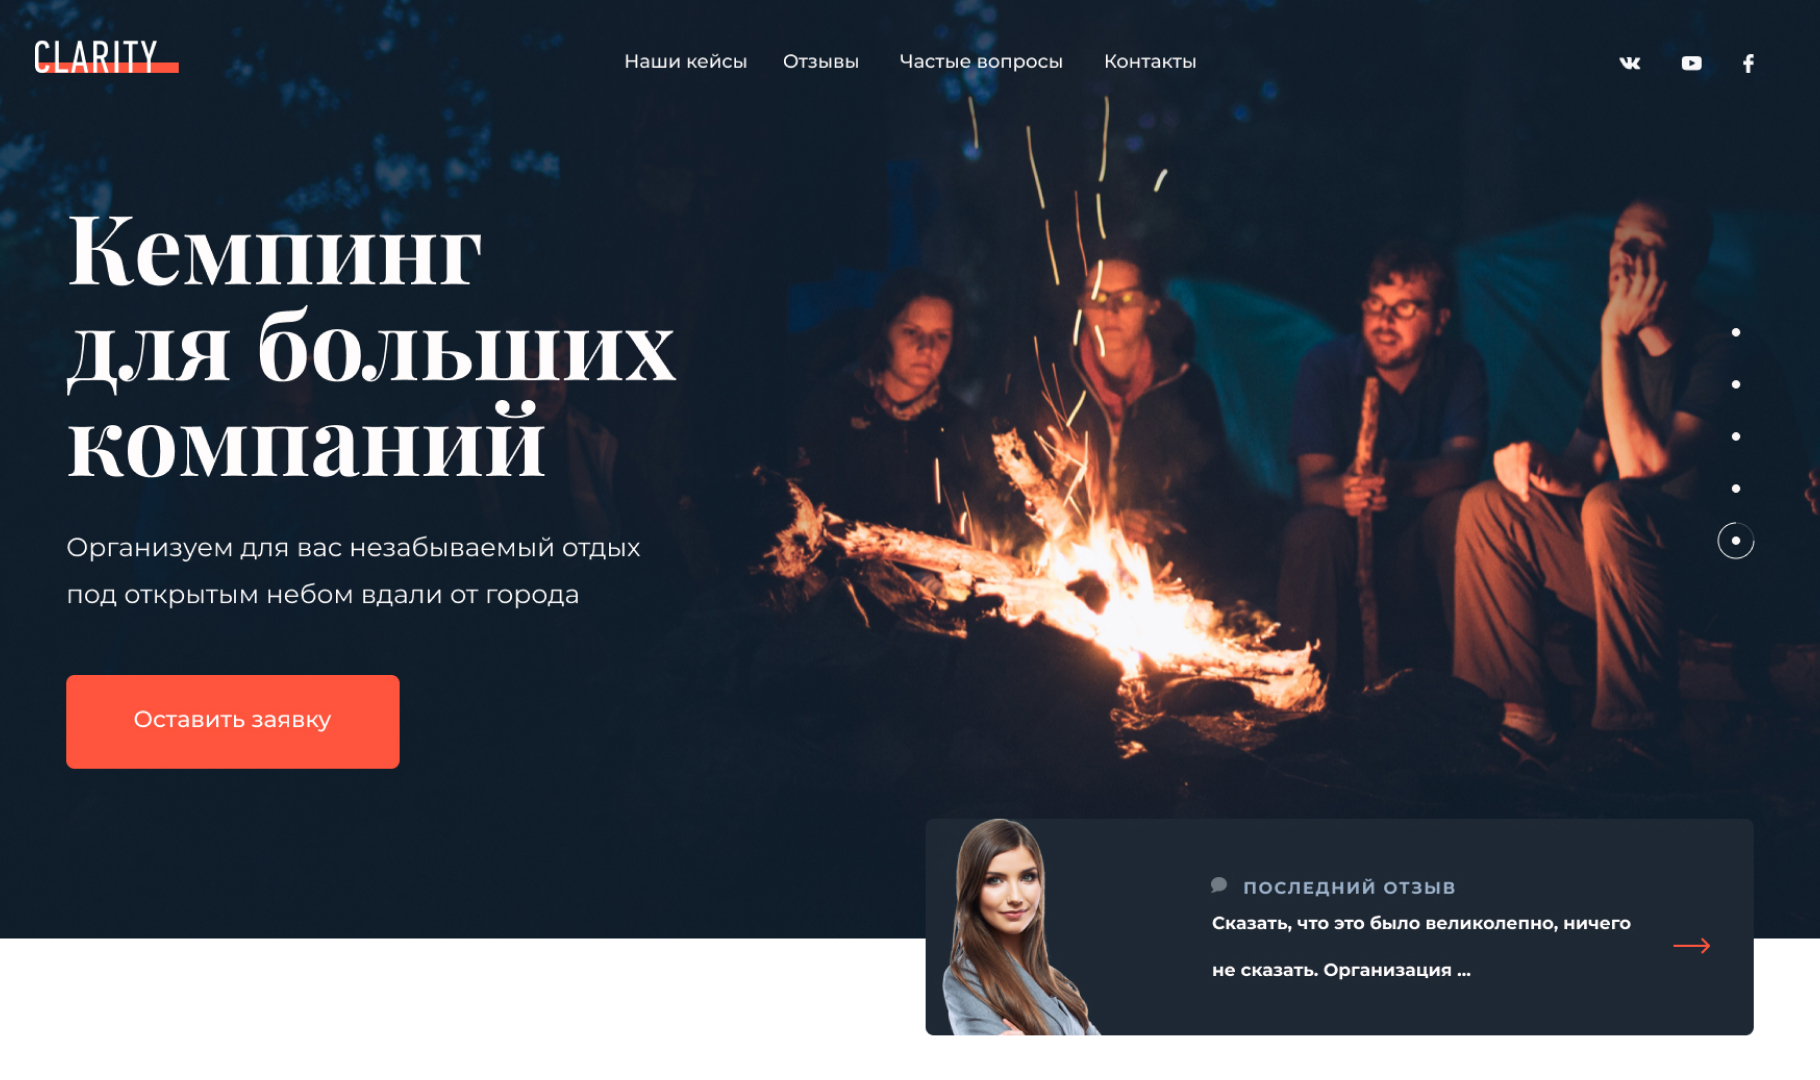 CLARITY
Наши кейсы
Отзывы
Частые вопросы
Контакты
Кемпинг
для больших
компаний
Организуем для вас незабываемый отдых
под открытым небом вдали от города
Оставить заявку
ПОСЛЕДНИЙ ОТЗЫВ
Сказать, что это было великолепно, ничего
не сказать. Организация ...